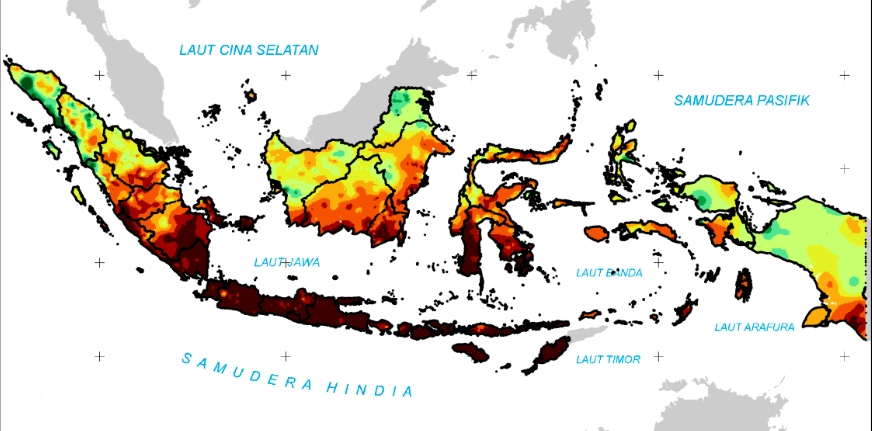 LAUT CINA SELATAN
SAMUDERA PASIFIK
LAUT JAWA
LAUT BANDA
LAUT ARAFURA
LAUT TIMOR
SAMUDERA HINDIA